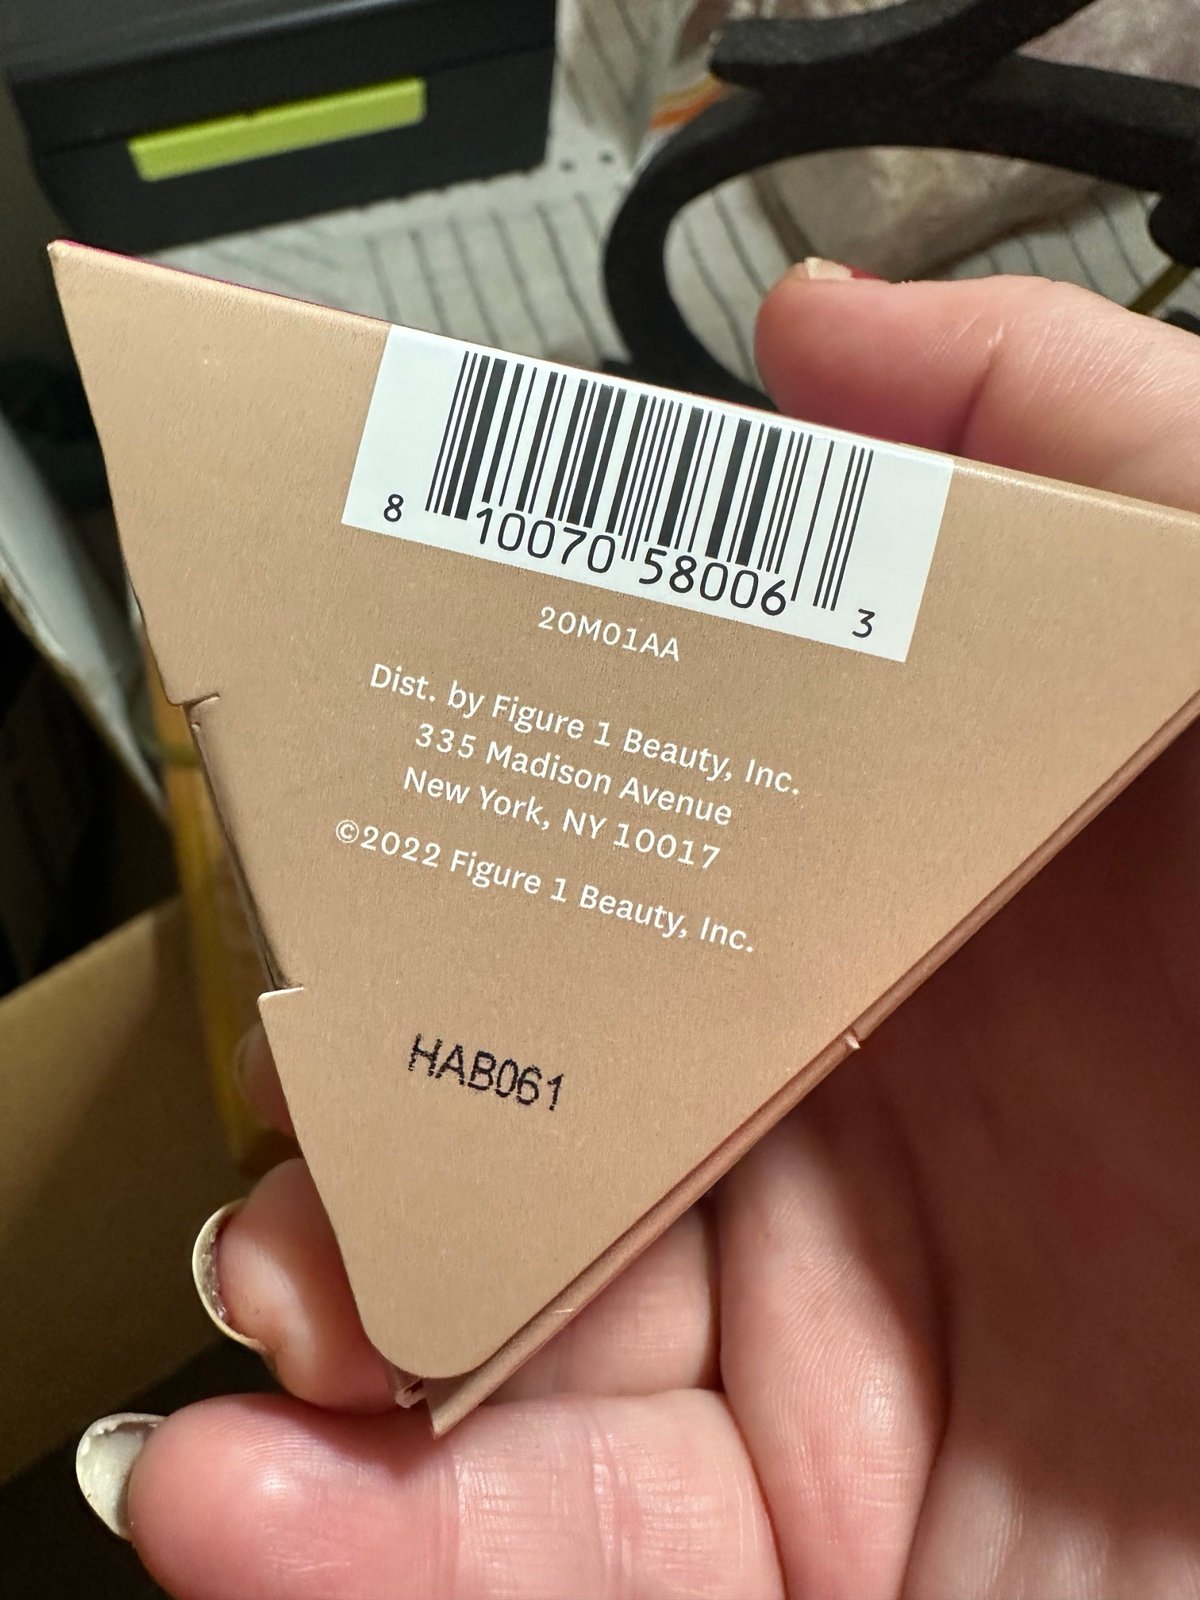 8 10070 58006 3
20M01AA
Dist. by Figure 1 Beauty, Inc.
335 Madison Avenue
New York, NY 10017
©2022 Figure 1 Beauty, Inc.
HAB061